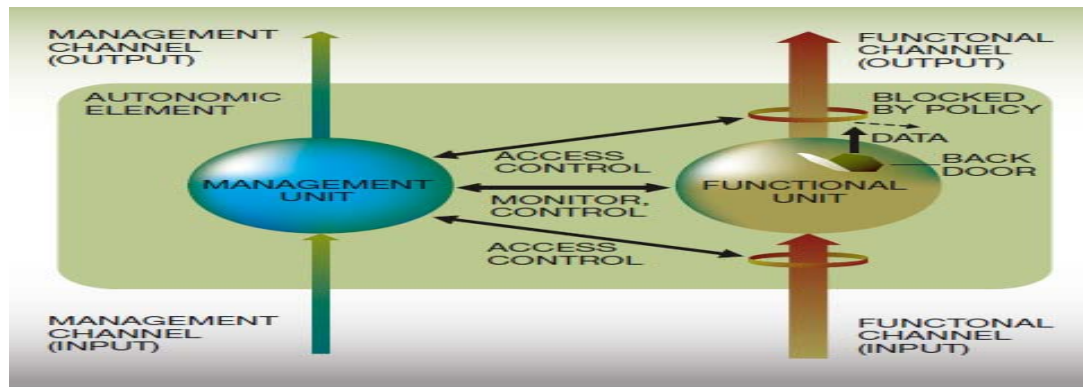 MANAGEMENT
CHANNEL
(OUTPUT)
FUNCTONAL
CHANNEL
(OUTPUT)
AUTONOMIC
ELEMENT
BLOCKED
BY POLICY
DATA
BACK
DOOR
ACCESS
CONTROL
MANAGEMENT
UNIT
MONITOR,
CONTROL
FUNCTIONAL
UNIT
ACCESS
CONTROL
MANAGEMENT
CHANNEL
(INPUT)
FUNCTONAL
CHANNEL
(INPUT)